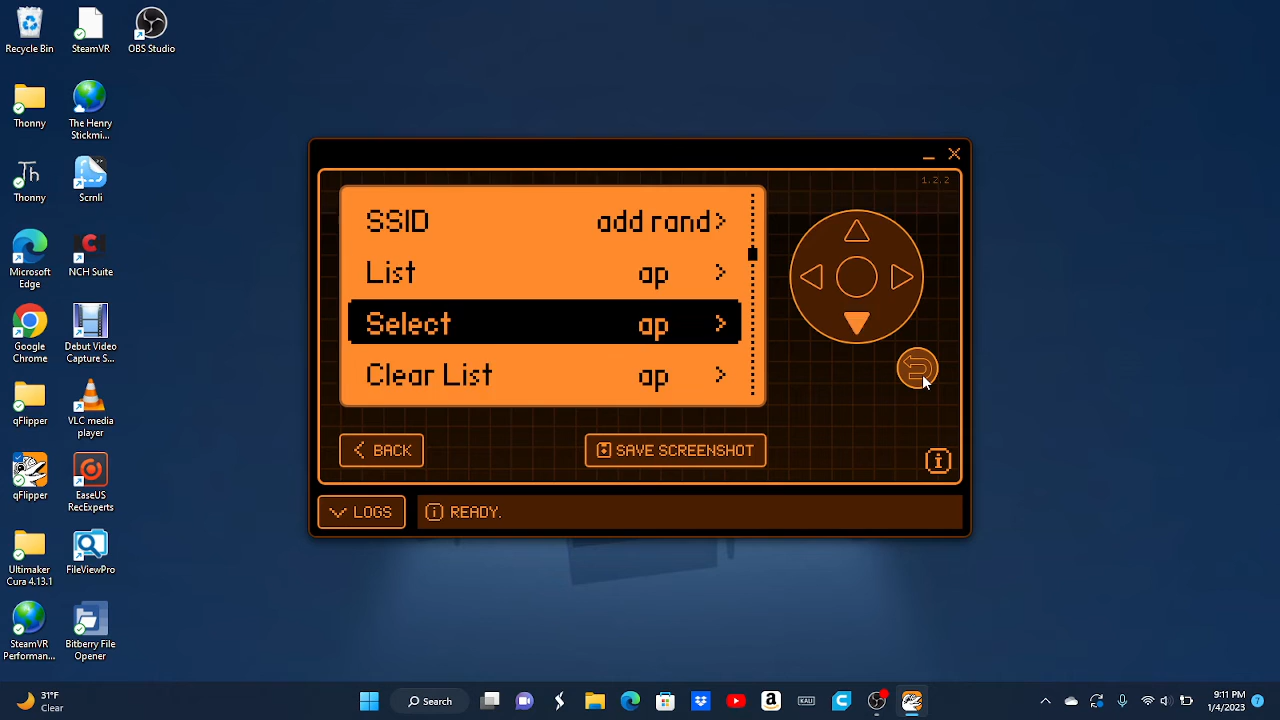 Recycle Bin
SteamVR
OBS Studio
Thonny
The Henry
Stickmi...
Th
Thonny
Scrnli
Microsoft
Edge
NCH Suite
Google
Chrome
Debut Video
Capture S...
qFlipper
VLC media
player
qFlipper
EaseUS
RecExperts
Ultimaker
Cura 4.13.1
FileViewPro
SteamVR
Performan...
Bitberry File
Opener
1.2.2
SSID add rand >
List ap >
Select ap >
Clear List ap >
BACK
SAVE SCREENSHOT
LOGS
READY.
31°F
Clear
Search
KALI
9:11 PM
1/4/2023
7